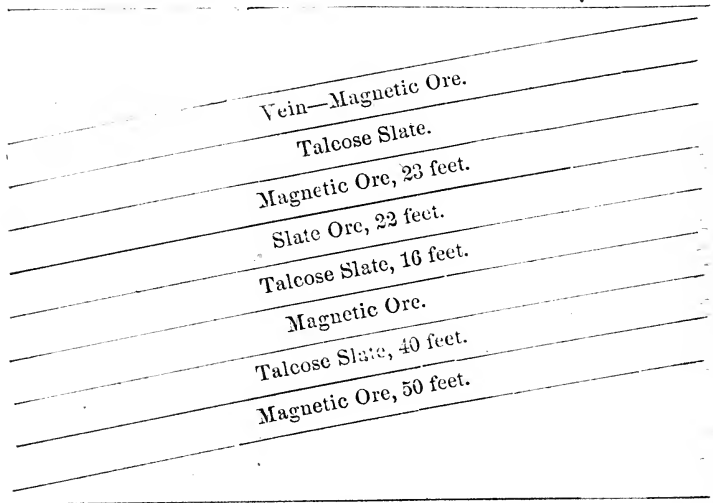 Vein—Magnetic Ore.
Talcose Slate.
Magnetic Ore, 23 feet.
Slate Ore, 22 feet.
Talcose Slate, 16 feet.
Magnetic Ore.
Talcose Slate, 40 feet.
Magnetic Ore, 50 feet.